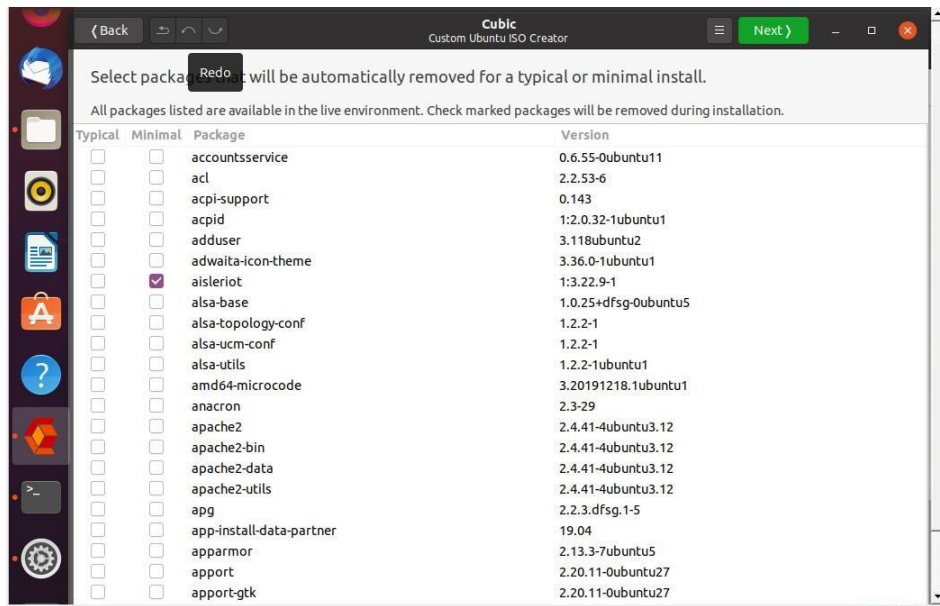 Back
Cubic
Custom Ubuntu ISO Creator
Next
Redo
Select packa will be automatically removed for a typical or minimal install.
All packages listed are available in the live environment. Check marked packages will be removed during installation.
Typical Minimal Package Version
accountsservice 0.6.55-0ubuntu11
acl 2.2.53-6
acpi-support 0.143
acpid 1:2.0.32-1ubuntu1
adduser 3.118ubuntu2
adwaita-icon-theme 3.36.0-1ubuntu1
aisleriot 1:3.22.9-1
alsa-base 1.0.25+dfsg-0ubuntu5
alsa-topology-conf 1.2.2-1
alsa-ucm-conf 1.2.2-1
alsa-utils 1.2.2-1ubuntu1
amd64-microcode 3.20191218.1ubuntu1
anacron 2.3-29
apache2 2.4.41-4ubuntu3.12
apache2-bin 2.4.41-4ubuntu3.12
apache2-data 2.4.41-4ubuntu3.12
apache2-utils 2.4.41-4ubuntu3.12
apg 2.2.3.dfsg.1-5
app-install-data-partner 19.04
apparmor 2.13.3-7ubuntu5
apport 2.20.11-0ubuntu27
apport-gtk 2.20.11-0ubuntu27